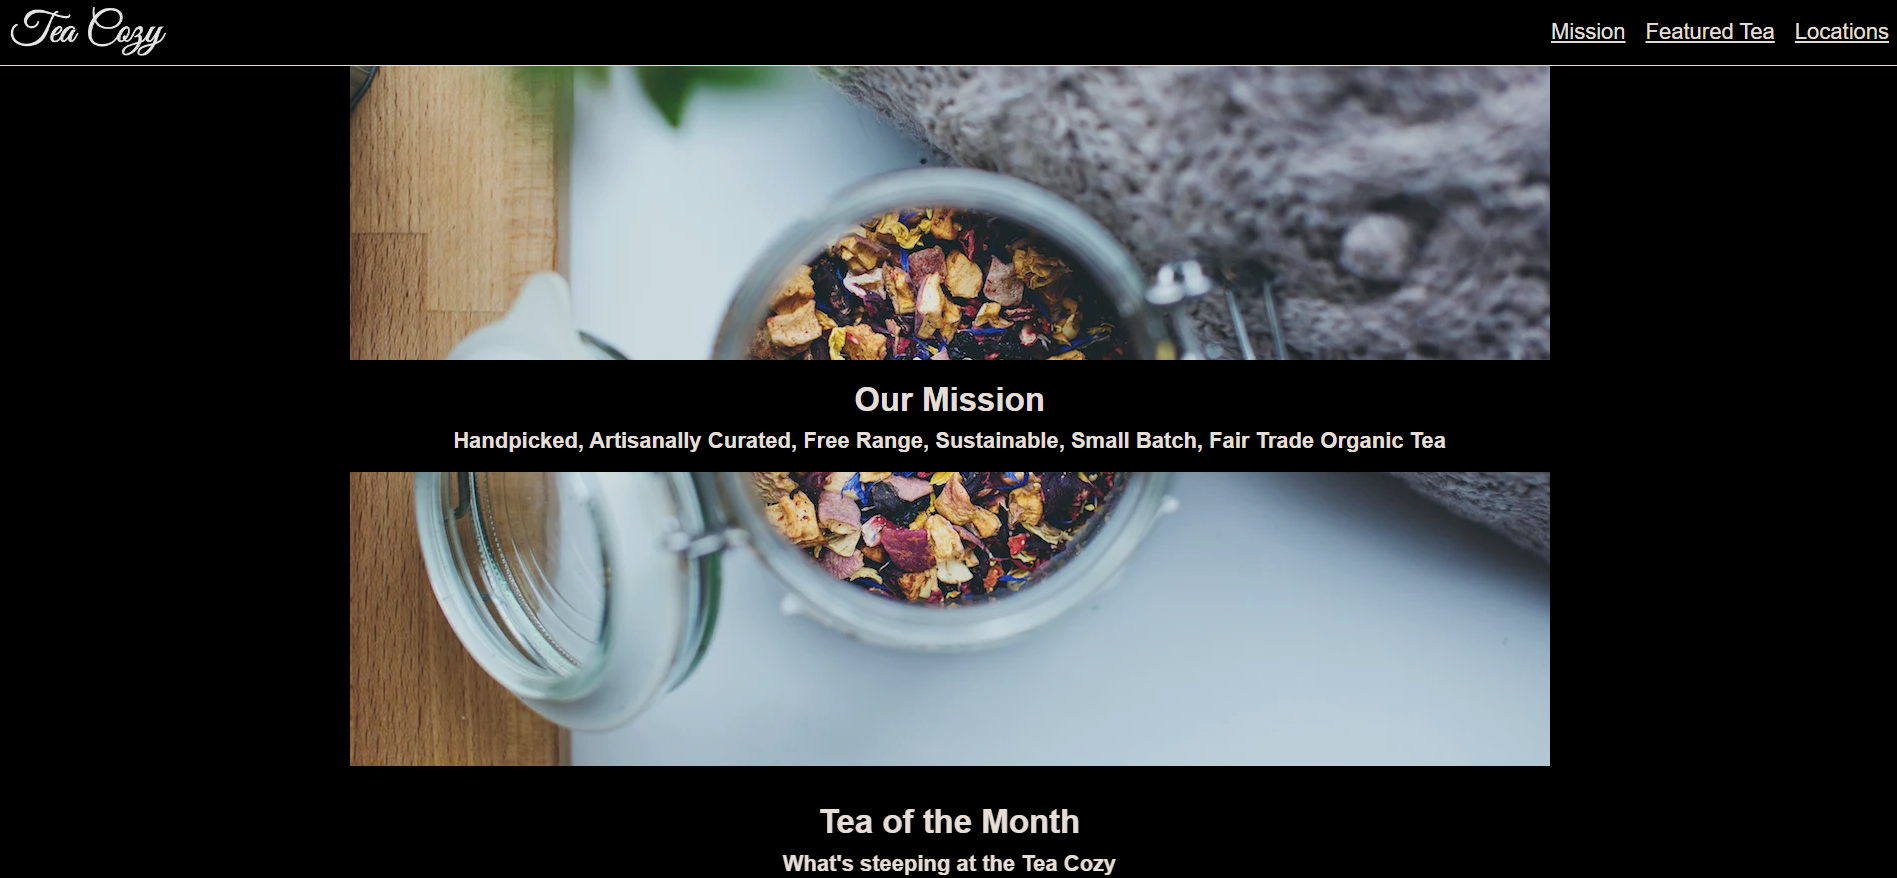 Tea Cozy
Mission Featured Tea Locations
Our Mission
Handpicked, Artisanally Curated, Free Range, Sustainable, Small Batch, Fair Trade Organic Tea
Tea of the Month
What's steeping at the Tea Cozy